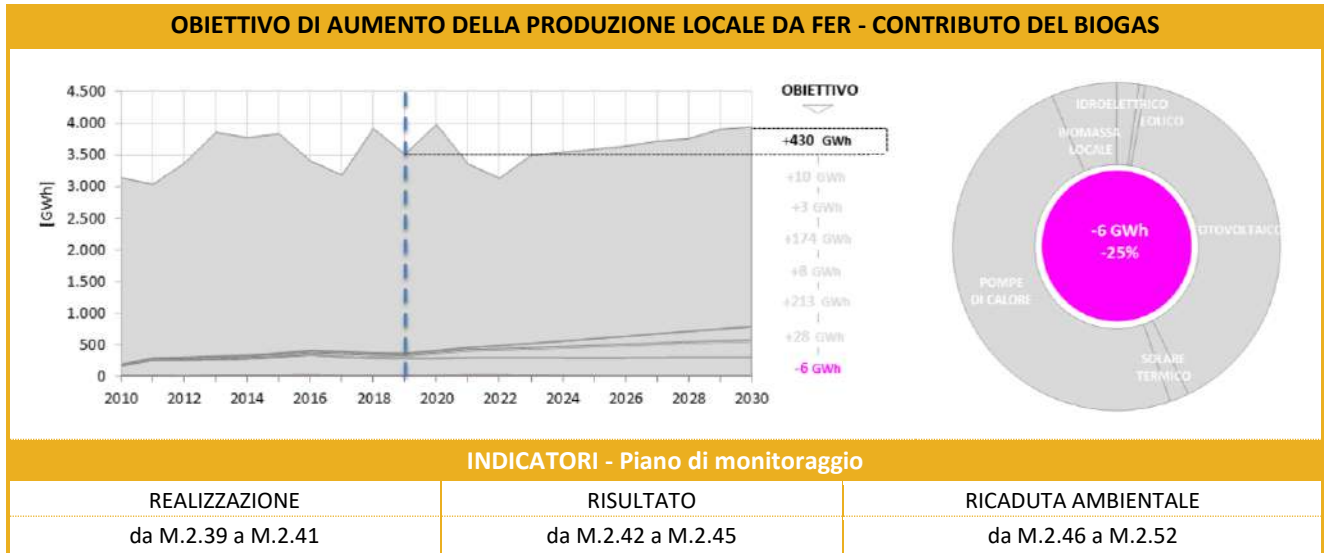 OBIETTIVO DI AUMENTO DELLA PRODUZIONE LOCALE DA FER - CONTRIBUTO DEL BIOGAS
4.500
4.000
3.500
3.000
2.500
2.000
1.500
1.000
500
0
[GWh]
2010 2012 2014 2016 2018 2020 2022 2024 2026 2028 2030
OBIETTIVO
+430 GWh
+10 GWh
+3 GWh
+174 GWh
+8 GWh
+213 GWh
+28 GWh
-6 GWh
IDROELETTRICO
EOLICO
BIOMASSA
LOCALE
OTOVOLTAICO
-6 GWh
-25%
POMPE
DI CALORE
SOLARE
TERMICO
INDICATORI - Piano di monitoraggio
REALIZZAZIONE RISULTATO RICADUTA AMBIENTALE
da M.2.39 a M.2.41 da M.2.42 a M.2.45 da M.2.46 a M.2.52